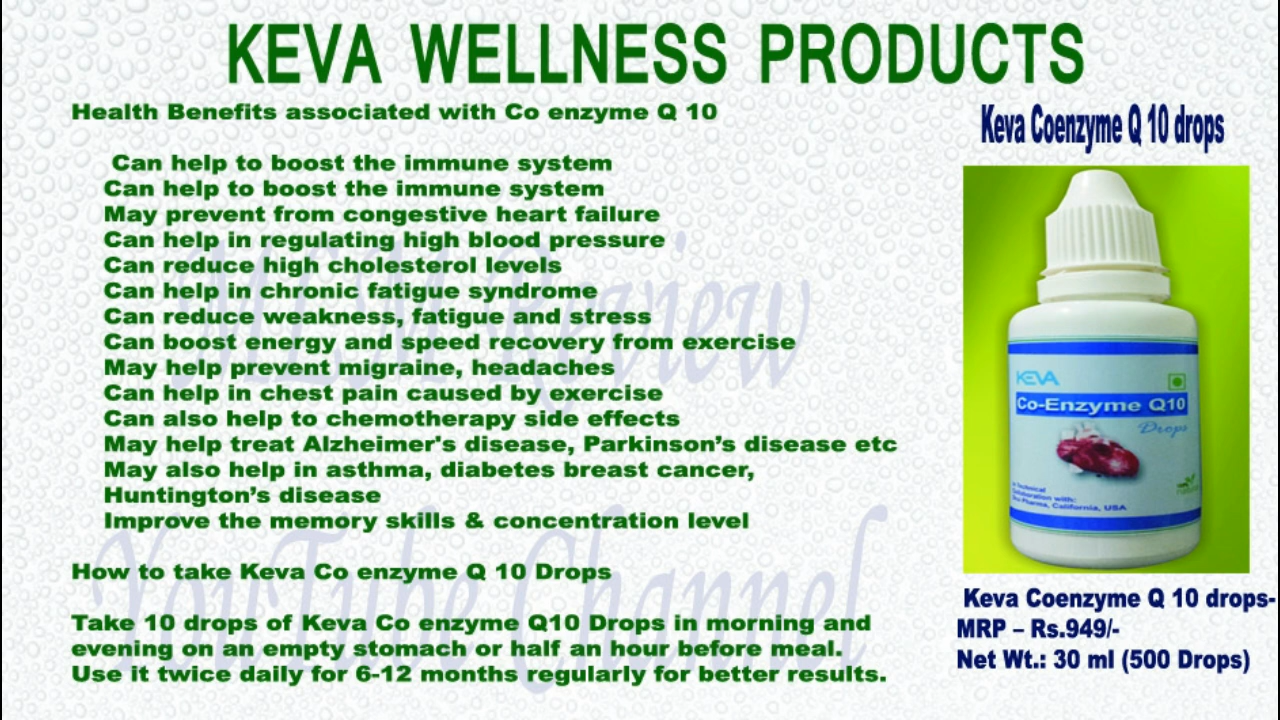 KEVA WELLNESS PRODUCTS
Health Benefits associated with Co enzyme Q 10
Can help to boost the immune system
Can help to boost the immune system
May prevent from congestive heart failure
Can help in regulating high blood pressure
Can reduce high cholesterol levels
Can help in chronic fatigue syndrome
Can reduce weakness, fatigue and stress
Can boost energy and speed recovery from exercise
May help prevent migraine, headaches
Can help in chest pain caused by exercise
Can also help to chemotherapy side effects
May help treat Alzheimer's disease, Parkinson’s disease etc
May also help in asthma, diabetes breast cancer,
Huntington’s disease
Improve the memory skills & concentration level
How to take Keva Co enzyme Q 10 Drops
Take 10 drops of Keva Co enzyme Q10 Drops in morning and
evening on an empty stomach or half an hour before meal.
Use it twice daily for 6-12 months regularly for better results.
MLM Review
YouTube Channel
Keva Coenzyme Q 10 drops
KEVA
Co-Enzyme Q10
Drops
Technical
Collaboration with:
Pharma, California, USA
Keva Coenzyme Q 10 drops-
MRP – Rs.949/-
Net Wt.: 30 ml (500 Drops)